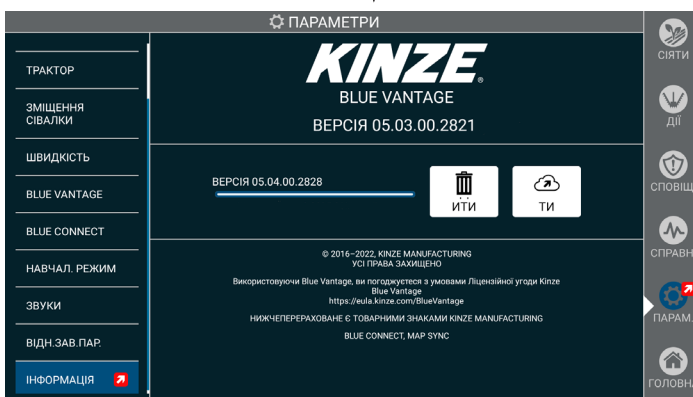 ПАРАМЕТРИ
ТРАКТОР
ЗМІЩЕННЯ
СІВАЛКИ
ШВИДКІСТЬ
BLUE VANTAGE
BLUE CONNECT
НАВЧАЛ. РЕЖИМ
ЗВУКИ
ВІДН.ЗАВ.ПАР.
ІНФОРМАЦІЯ
KINZE®
BLUE VANTAGE
ВЕРСІЯ 05.03.00.2821
ВЕРСІЯ 05.04.00.2828
ИТИ
ТИ
© 2016–2022, KINZE MANUFACTURING
УСІ ПРАВА ЗАХИЩЕНО
Використовуючи Blue Vantage, ви погоджуєтеся з умовами Ліцензійної угоди Kinze
Blue Vantage
https://eula.kinze.com/BlueVantage
НИЖЧЕПЕРЕРАХОВАНЕ Є ТОВАРНИМИ ЗНАКАМИ KINZE MANUFACTURING
BLUE CONNECT, MAP SYNC
СІЯТИ
ДІЇ
СПОВІЩ
СПРАВН
ПАРАМ.
ГОЛОВН